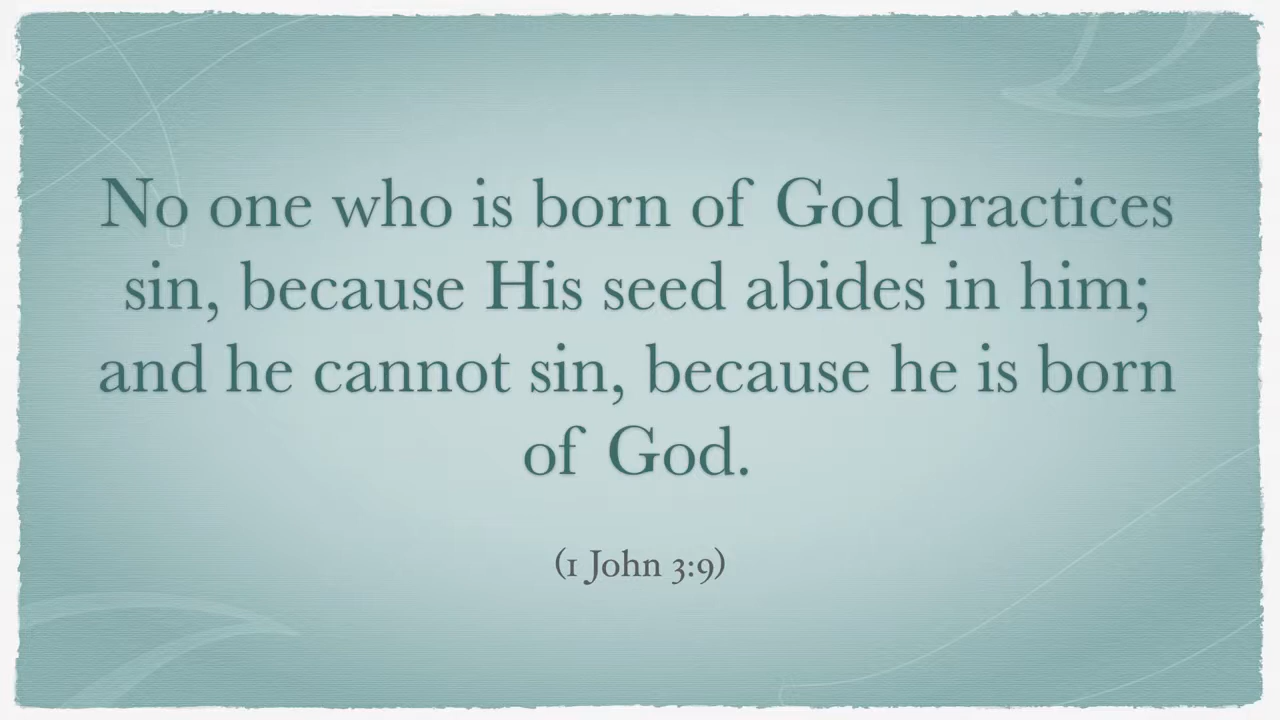 No one who is born of God practices
sin, because His seed abides in him;
and he cannot sin, because he is born
of God.
(1 John 3:9)